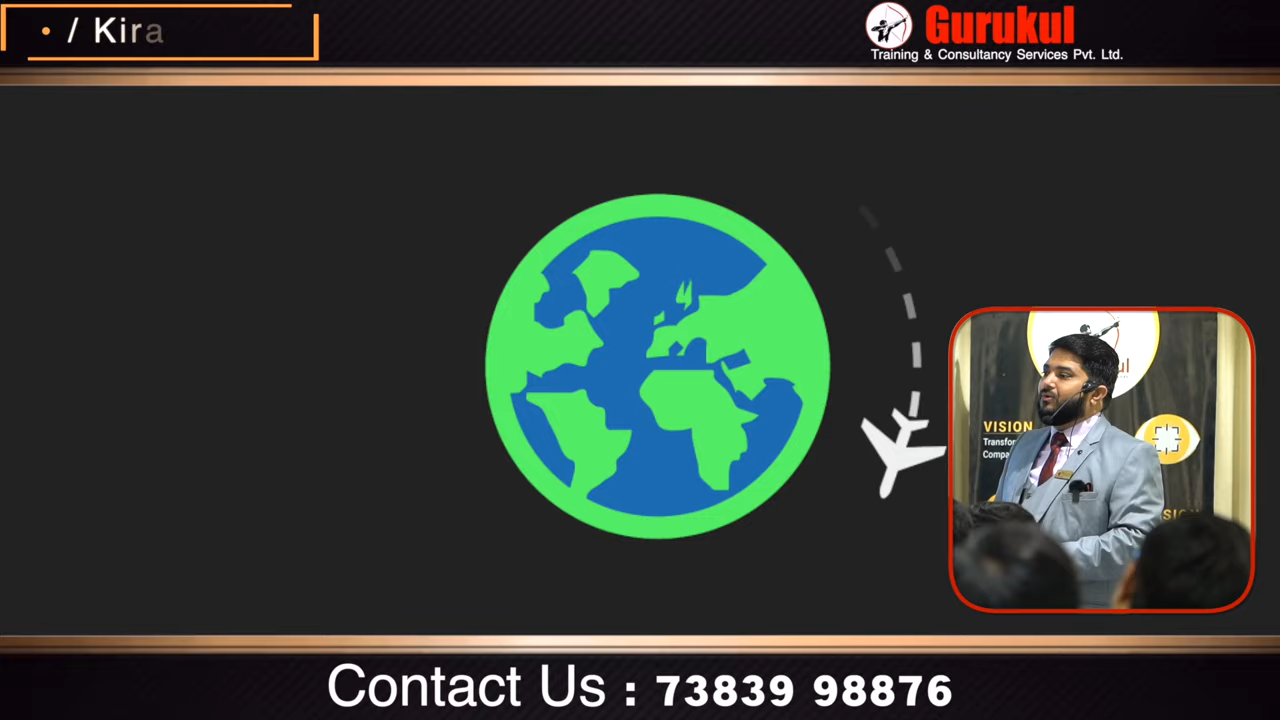 • / Kira
Gurukul
Training & Consultancy Services Pvt. Ltd.
VISION
Contact Us : 73839 98876